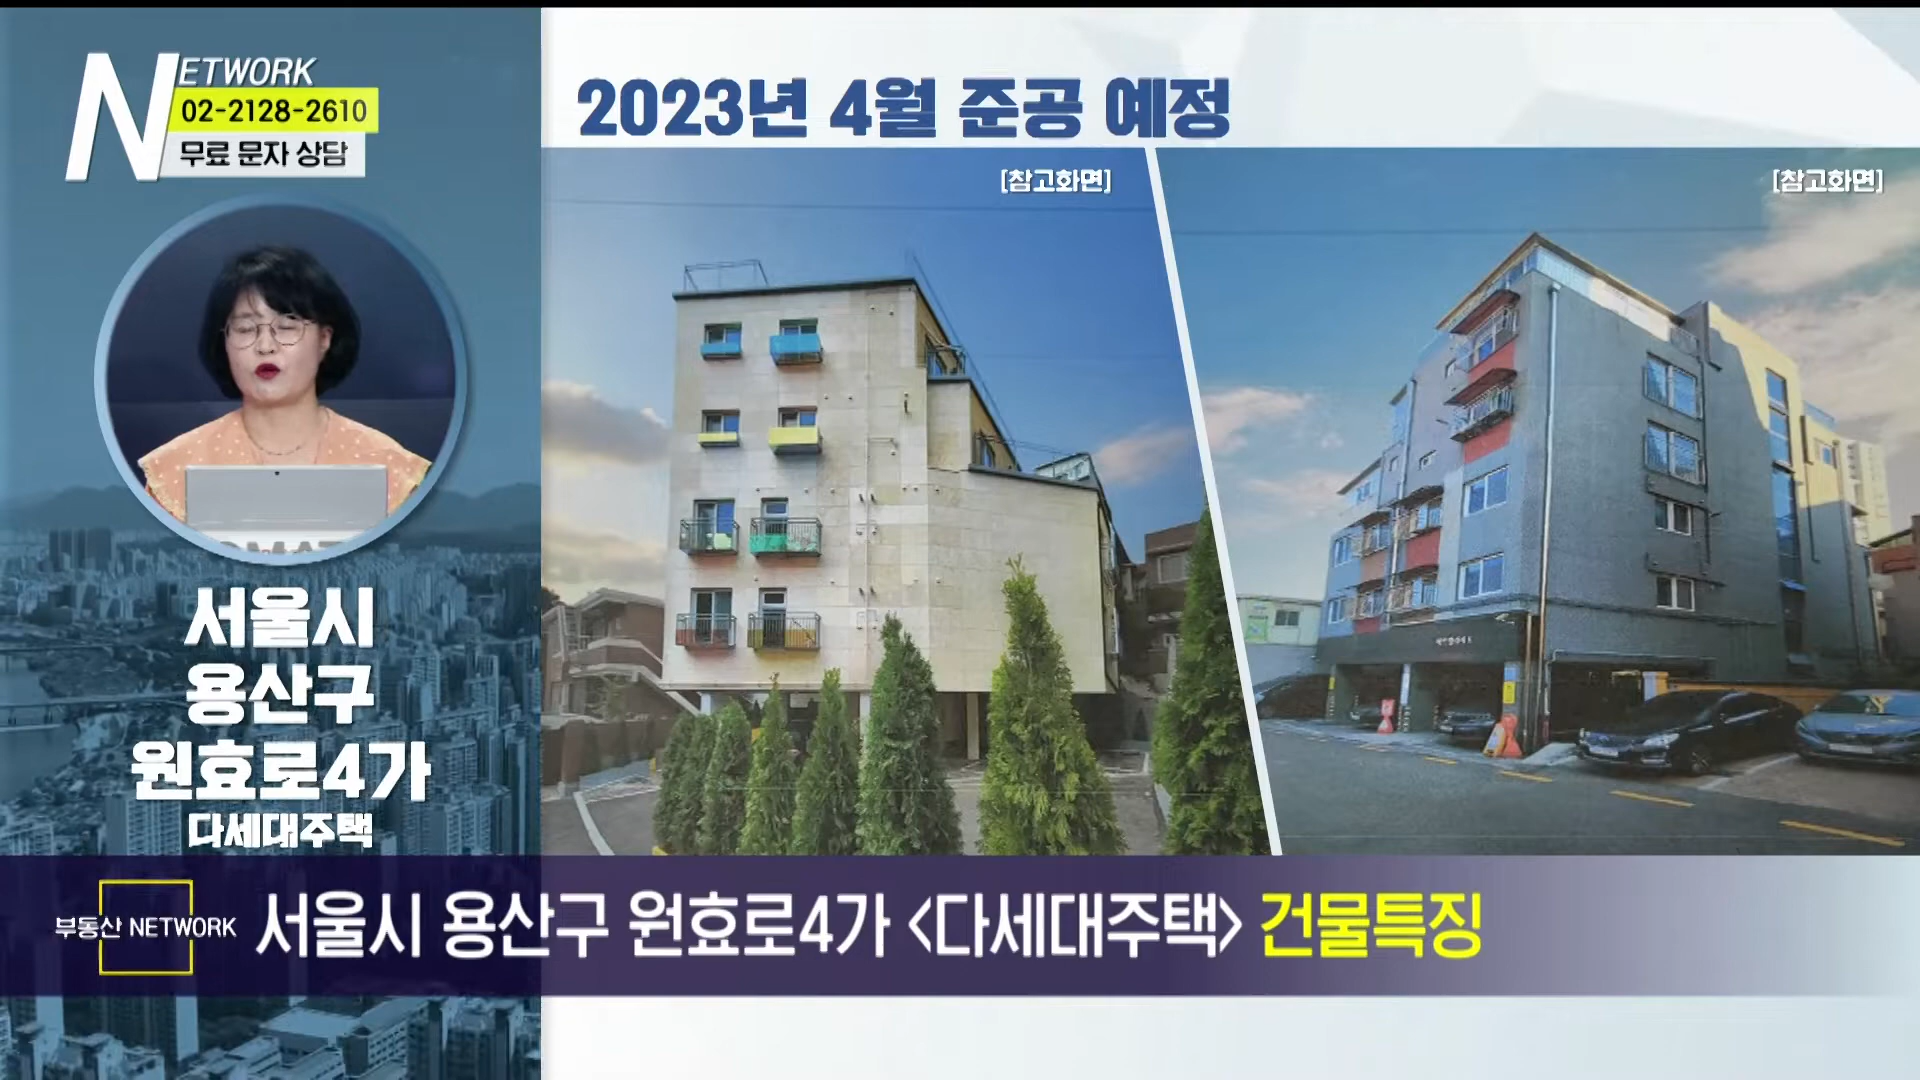 NETWORK
02-2128-2610
무료 문자 상담
2023년 4월 준공 예정
[참고화면]
[참고화면]
서울시
용산구
원효로4가
다세대주택
부동산 NETWORK
서울시 용산구 원효로4가 <다세대주택> 건물특징